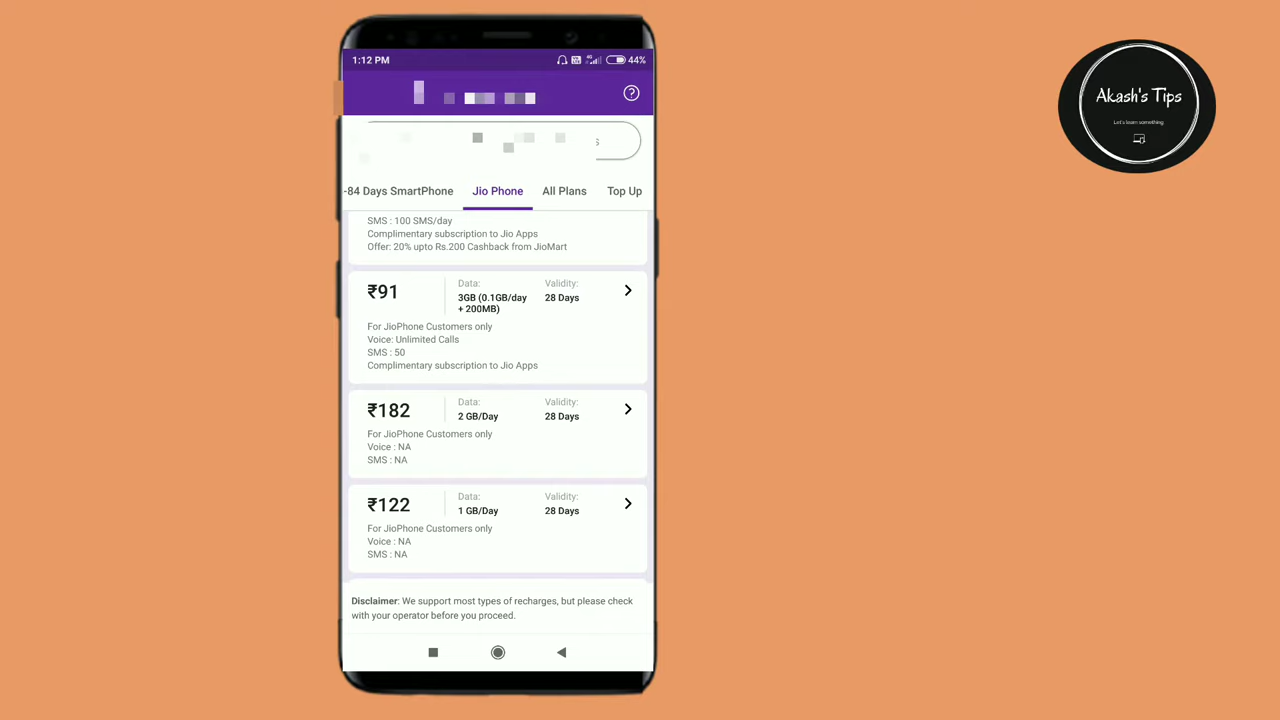 1:12 PM
44%
Akash's Tips
Let's learn something.
-84 Days SmartPhone Jio Phone All Plans Top Up
SMS : 100 SMS/day
Complimentary subscription to Jio Apps
Offer: 20% upto Rs.200 Cashback from JioMart
Data: Validity:
₹91 3GB (0.1GB/day 28 Days
+ 200MB)
For JioPhone Customers only
Voice: Unlimited Calls
SMS : 50
Complimentary subscription to Jio Apps
Data: Validity:
₹182 2 GB/Day 28 Days
For JioPhone Customers only
Voice : NA
SMS : NA
Data: Validity:
₹122 1 GB/Day 28 Days
For JioPhone Customers only
Voice : NA
SMS : NA
Disclaimer: We support most types of recharges, but please check
with your operator before you proceed.